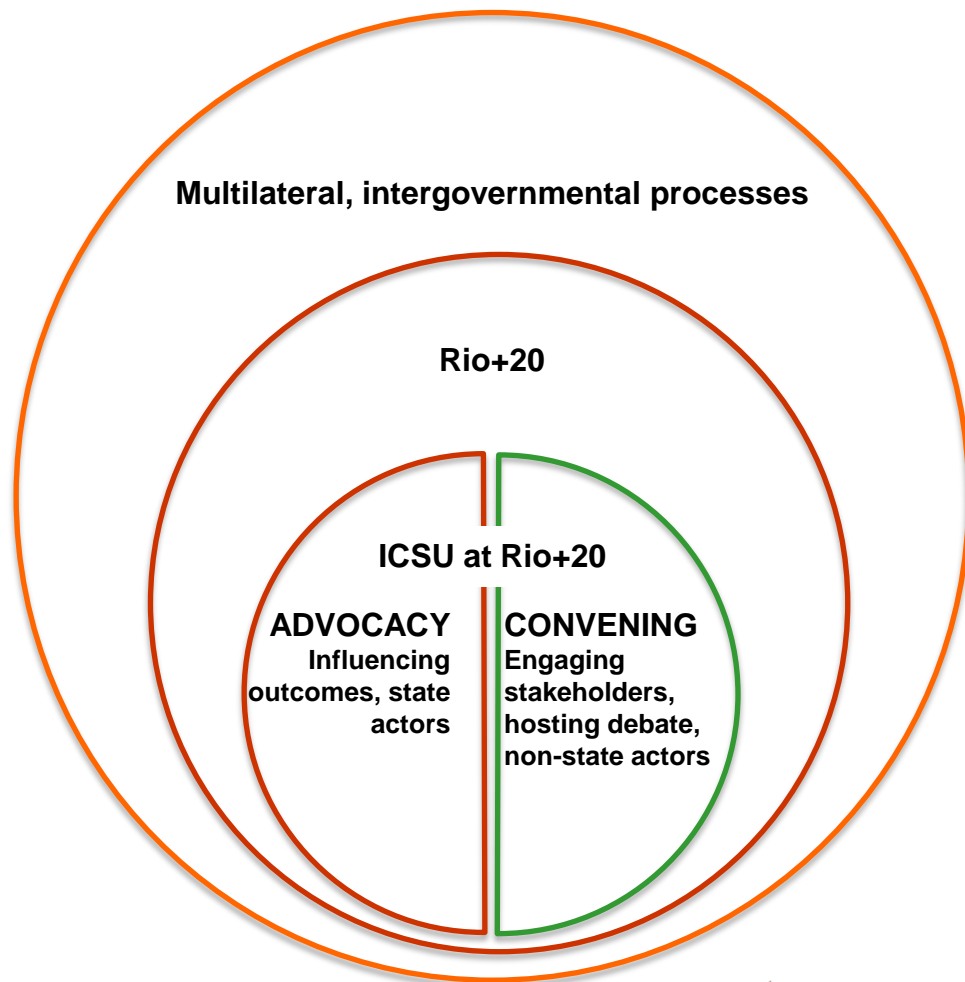 Multilateral, intergovernmental processes
Rio+20
ICSU at Rio+20
ADVOCACY
Influencing
outcomes, state
actors
CONVENING
Engaging
stakeholders,
hosting debate,
non-state actors